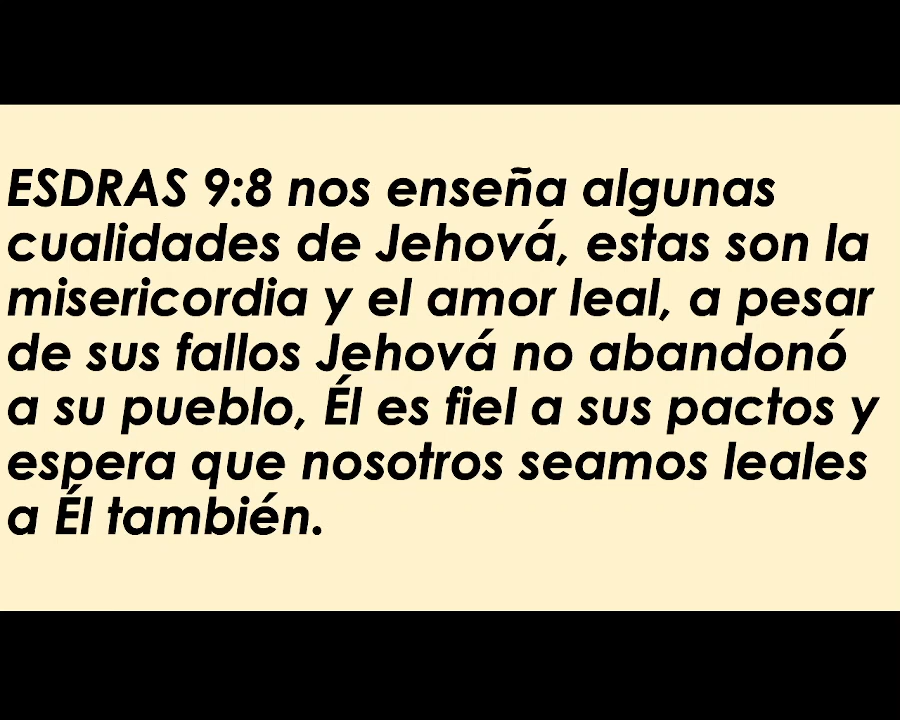 ESDRAS 9:8 nos enseña algunas
cualidades de Jehová, estas son la
misericordia y el amor leal, a pesar
de sus fallos Jehová no abandonó
a su pueblo, Él es fiel a sus pactos y
espera que nosotros seamos leales
a Él también.